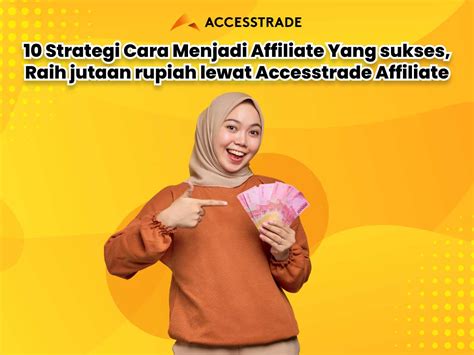 ACCESSTRADE
10 Strategi Cara Menjadi Affiliate Yang sukses,
Raih jutaan rupiah lewat Accesstrade Affiliate